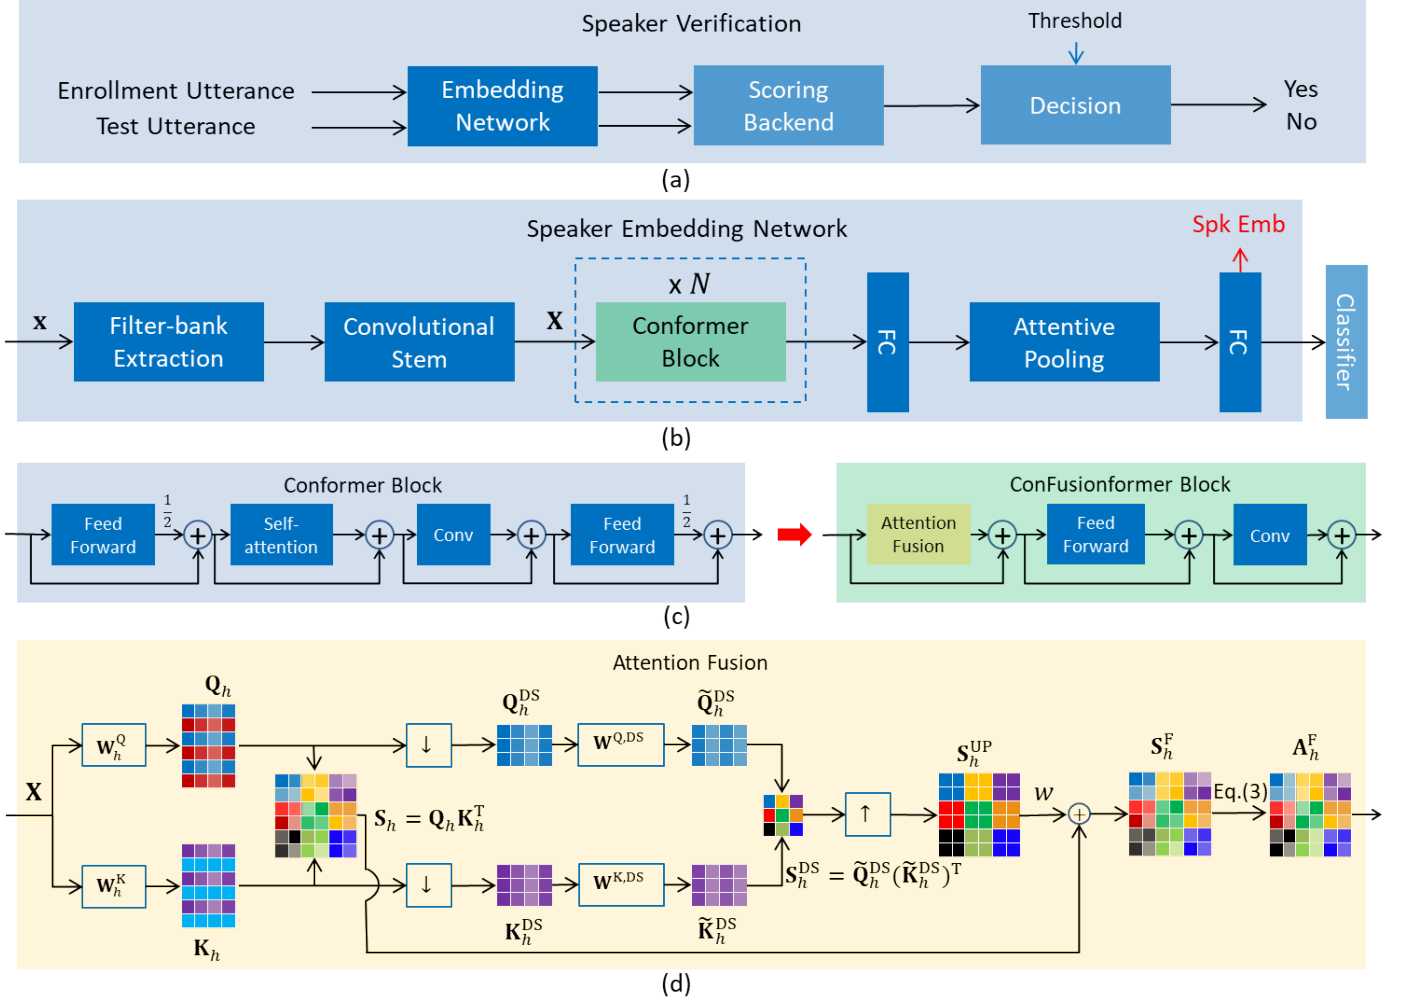 Speaker Verification
Threshold
Enrollment Utterance
Test Utterance
Embedding
Network
Scoring
Backend
Decision
Yes
No
(a)
Speaker Embedding Network
Spk Emb
x
Filter-bank
Extraction
Convolutional
Stem
X
x N
Conformer
Block
FC
Attentive
Pooling
FC
Classifier
(b)
Conformer Block
Feed
Forward
1/2
+
Self-
attention
+
Conv
+
Feed
Forward
1/2
+
ConFusionformer Block
Attention
Fusion
+
Feed
Forward
+
Conv
+
(c)
Attention Fusion
X
W_h^Q
Q_h
W_h^K
K_h
S_h = Q_h K_h^T
↓
Q_h^DS
W^Q,DS
Q̃_h^DS
↓
K_h^DS
W^K,DS
K̃_h^DS
S_h^DS = Q̃_h^DS (K̃_h^DS)^T
↑
S_h^UP
w
+
S_h^F
Eq.(3)
A_h^F
(d)